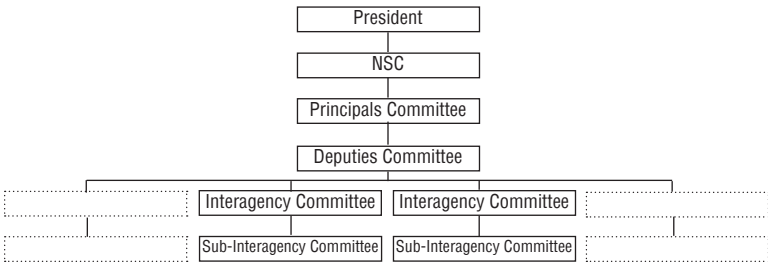 President
NSC
Principals Committee
Deputies Committee
Interagency Committee
Interagency Committee
Sub-Interagency Committee
Sub-Interagency Committee